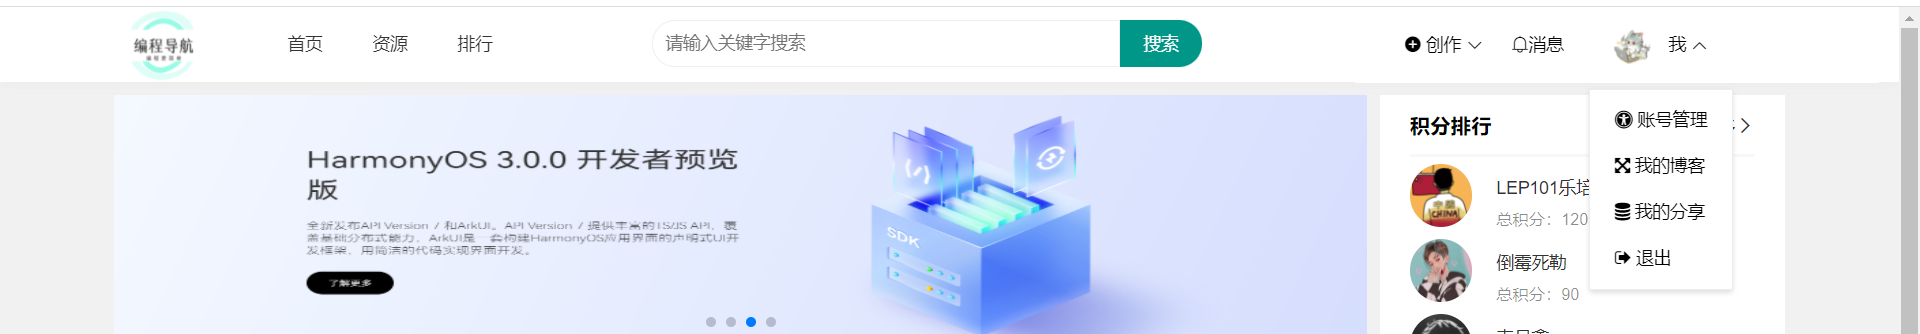 编程导航
首页 资源 排行
请输入关键字搜索 搜索
创作 消息 我
HarmonyOS 3.0.0 开发者预览
版
全新发布API Version 7 和ArkUI。API Version 7 提供丰富的TS/JS API，覆
盖基础分布式能力，ArkUI是一套构建HarmonyOS应用界面的声明式UI开
发框架，用简洁的代码实现界面开发。
了解更多
SDK
积分排行
LEP101乐培
总积分：120
CHINA
倒霉死勒
总积分：90
账号管理
我的博客
我的分享
退出